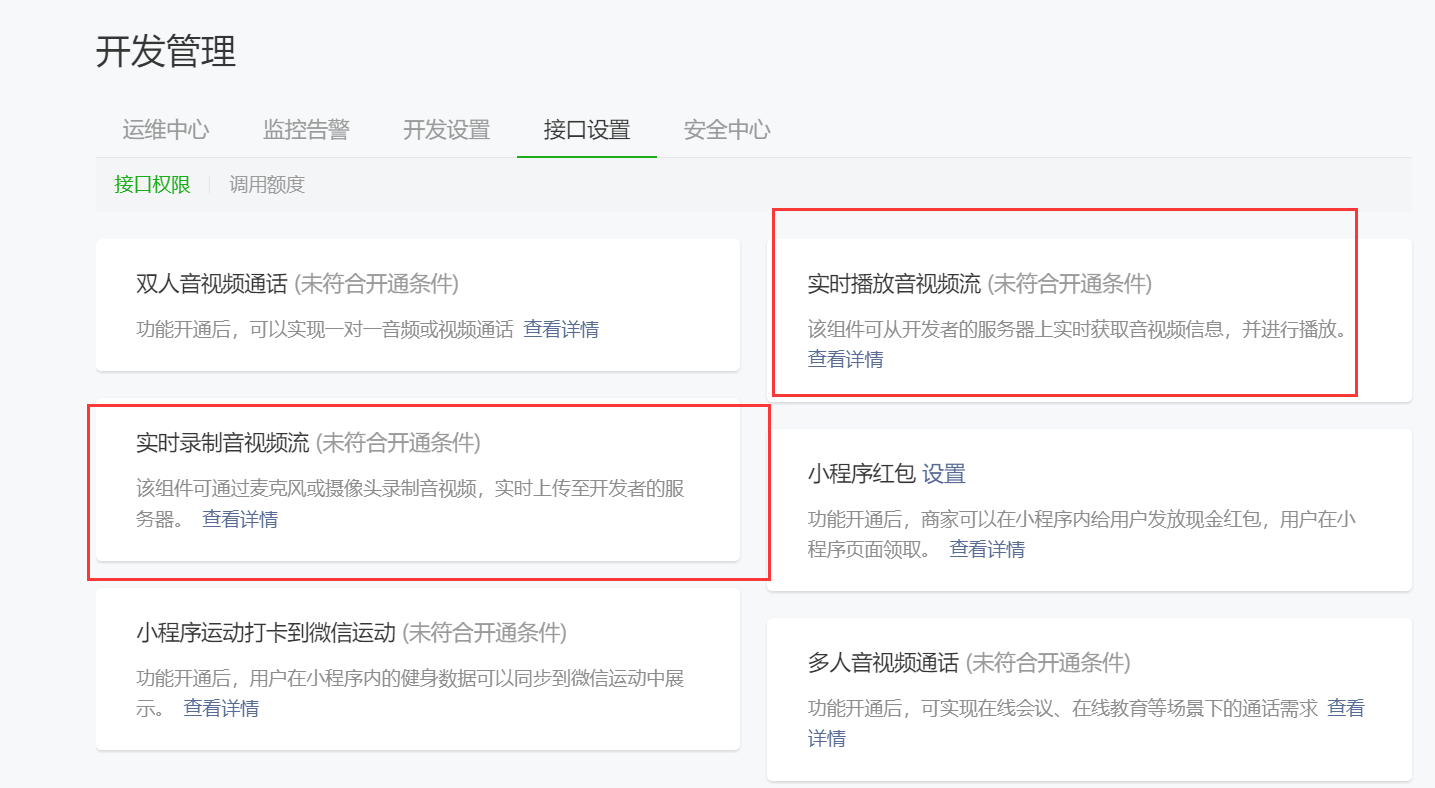 开发管理
运维中心 监控告警 开发设置 接口设置 安全中心
接口权限 调用额度
双人音视频通话 (未符合开通条件)
功能开通后，可以实现一对一音频或视频通话 查看详情
实时播放音视频流 (未符合开通条件)
该组件可从开发者的服务器上实时获取音视频信息，并进行播放。
查看详情
实时录制音视频流 (未符合开通条件)
该组件可通过麦克风或摄像头录制音视频，实时上传至开发者的服
务器。 查看详情
小程序红包 设置
功能开通后，商家可以在小程序内给用户发放现金红包，用户在小
程序页面领取。 查看详情
小程序运动打卡到微信运动 (未符合开通条件)
功能开通后，用户在小程序内的健身数据可以同步到微信运动中展
示。 查看详情
多人音视频通话 (未符合开通条件)
功能开通后，可实现在线会议、在线教育等场景下的通话需求 查看
详情